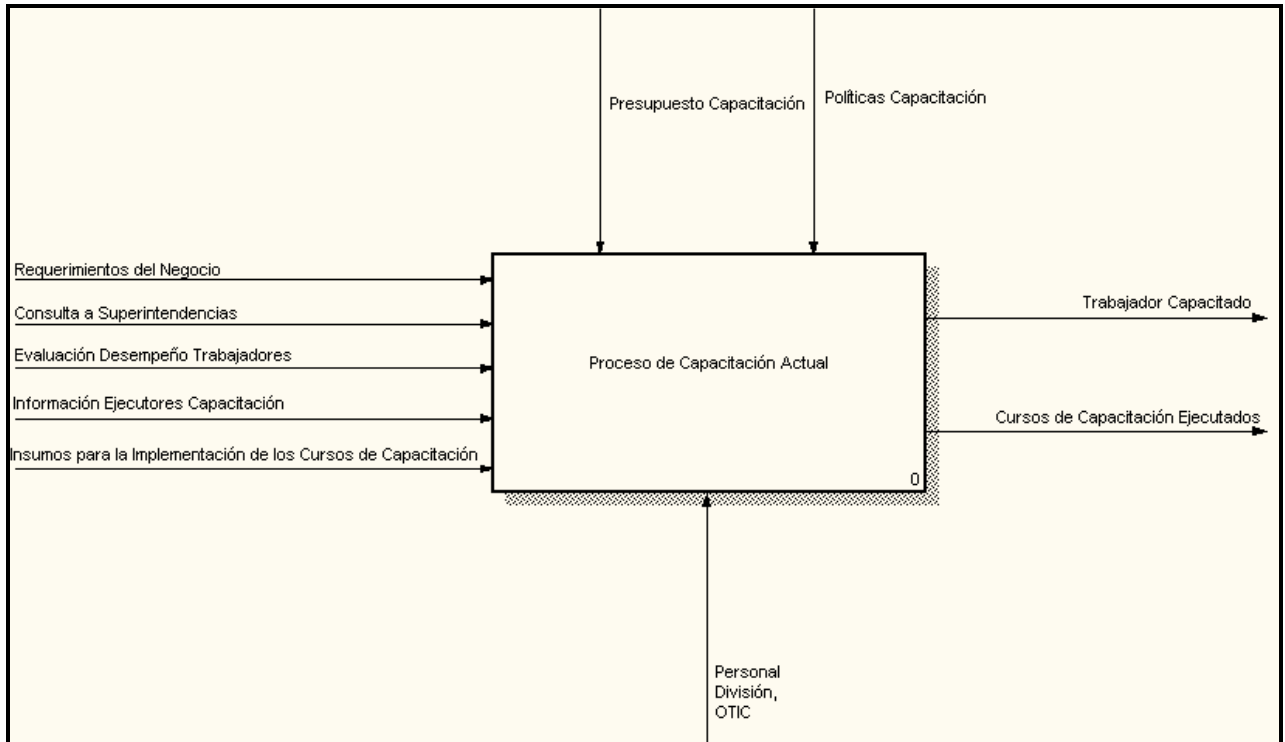 Presupuesto Capacitación
Políticas Capacitación
Requerimientos del Negocio
Consulta a Superintendencias
Evaluación Desempeño Trabajadores
Información Ejecutores Capacitación
Insumos para la Implementación de los Cursos de Capacitación
Proceso de Capacitación Actual
0
Trabajador Capacitado
Cursos de Capacitación Ejecutados
Personal
División,
OTIC